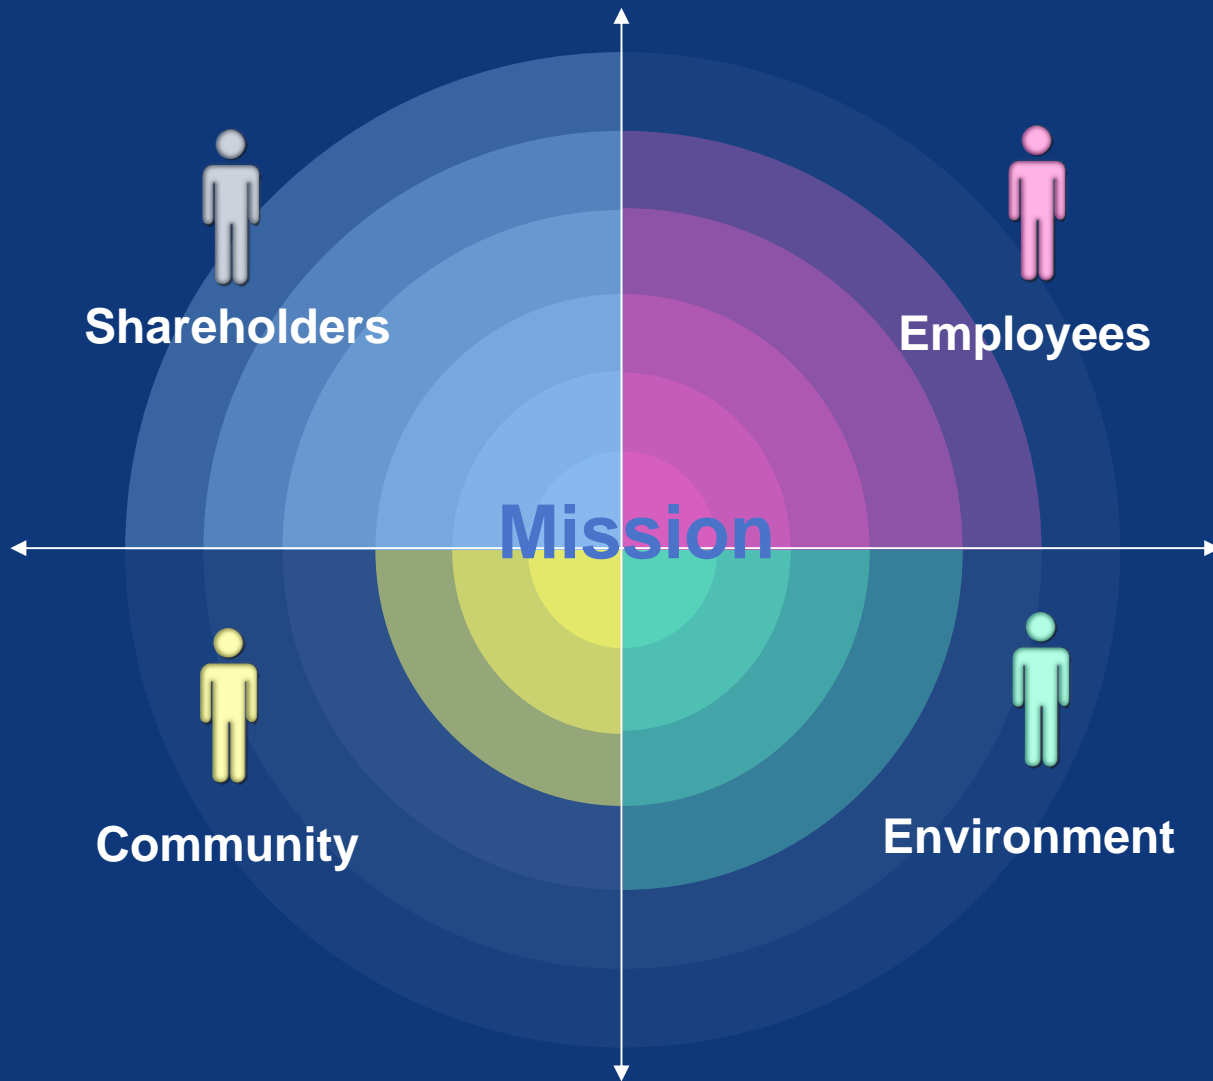 Shareholders
Employees
Mission
Community
Environment